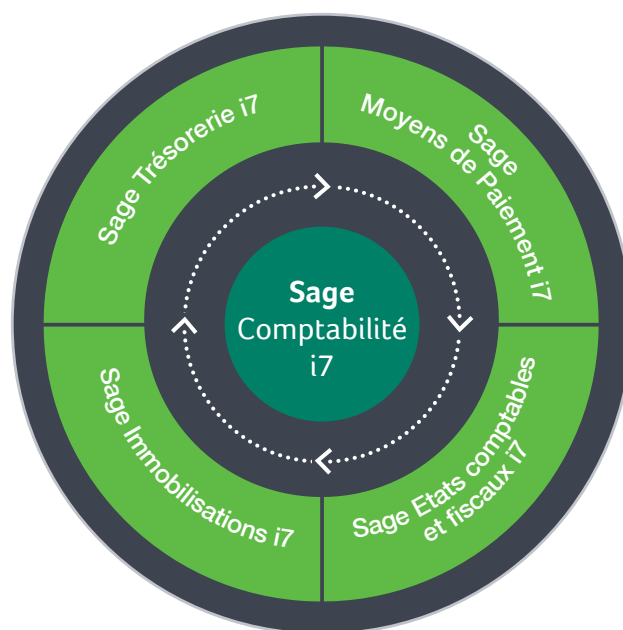 Sage Trésorerie i7
Sage
Moyens de Paiement i7
Sage
Comptabilité
i7
Sage Immobilisations i7
Sage Etats comptables
et fiscaux i7